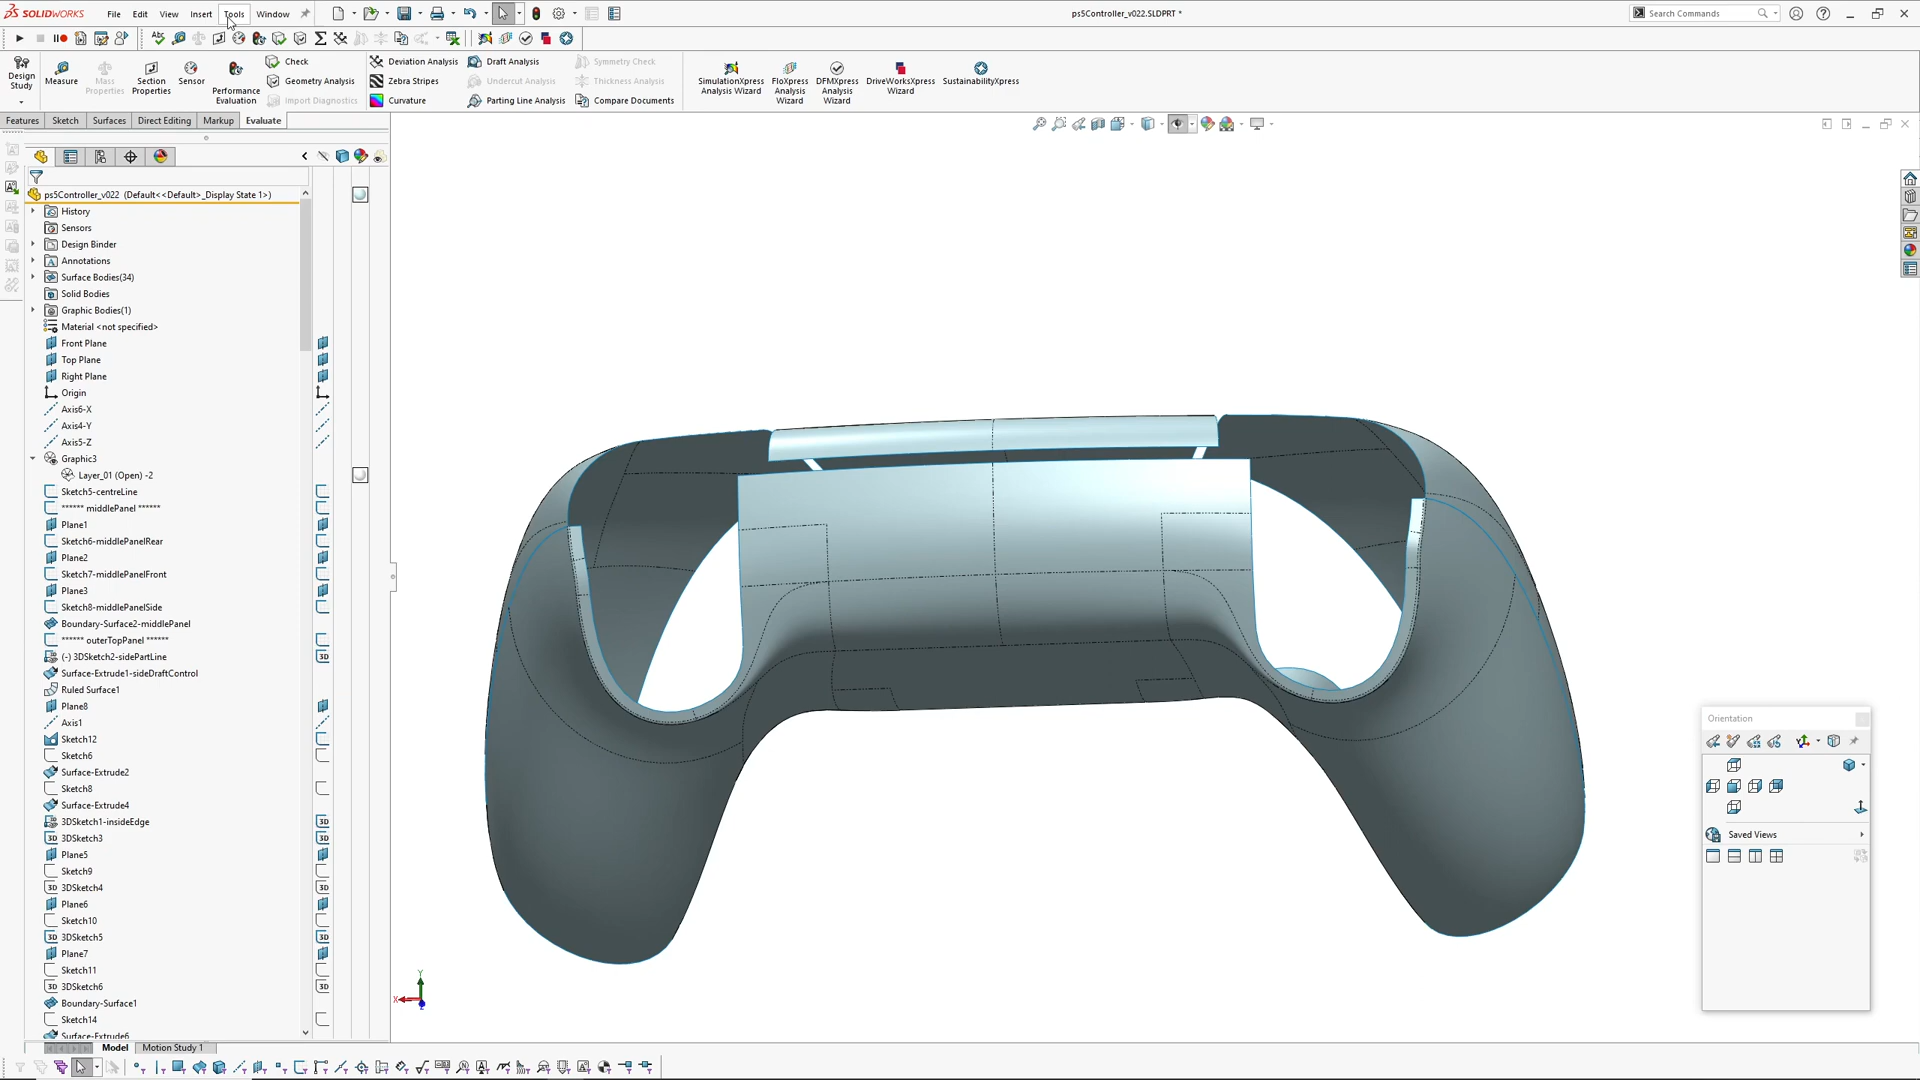 SOLIDWORKS File Edit View Insert Tools Window
ps5Controller_v022.SLDPRT *
Search Commands
Design Study
Measure
Mass Properties
Section Properties
Sensor
Performance Evaluation
Check
Geometry Analysis
Import Diagnostics
Deviation Analysis
Zebra Stripes
Curvature
Draft Analysis
Undercut Analysis
Parting Line Analysis
Symmetry Check
Thickness Analysis
Compare Documents
SimulationXpress Analysis Wizard
FloXpress Analysis Wizard
DFMXpress Analysis Wizard
DriveWorksXpress Wizard
SustainabilityXpress
Features Sketch Surfaces Direct Editing Markup Evaluate
ps5Controller_v022 (Default<<Default>_Display State 1>)
History
Sensors
Design Binder
Annotations
Surface Bodies(34)
Solid Bodies
Graphic Bodies(1)
Material <not specified>
Front Plane
Top Plane
Right Plane
Origin
Axis6-X
Axis4-Y
Axis5-Z
Graphic3
Layer_01 (Open) -2
Sketch5-centreLine
****** middlePanel ******
Plane1
Sketch6-middlePanelRear
Plane2
Sketch7-middlePanelFront
Plane3
Sketch8-middlePanelSide
Boundary-Surface2-middlePanel
****** outerTopPanel ******
(-) 3DSketch2-sidePartLine
Surface-Extrude1-sideDraftControl
Ruled Surface1
Plane8
Axis1
Sketch12
Sketch6
Surface-Extrude2
Sketch8
Surface-Extrude4
3DSketch1-insideEdge
3DSketch3
Plane5
Sketch9
3DSketch4
Plane6
Sketch10
3DSketch5
Plane7
Sketch11
3DSketch6
Boundary-Surface1
Sketch14
Surface-Extrude6
Model Motion Study 1
Orientation
Saved Views
Y
X
Z